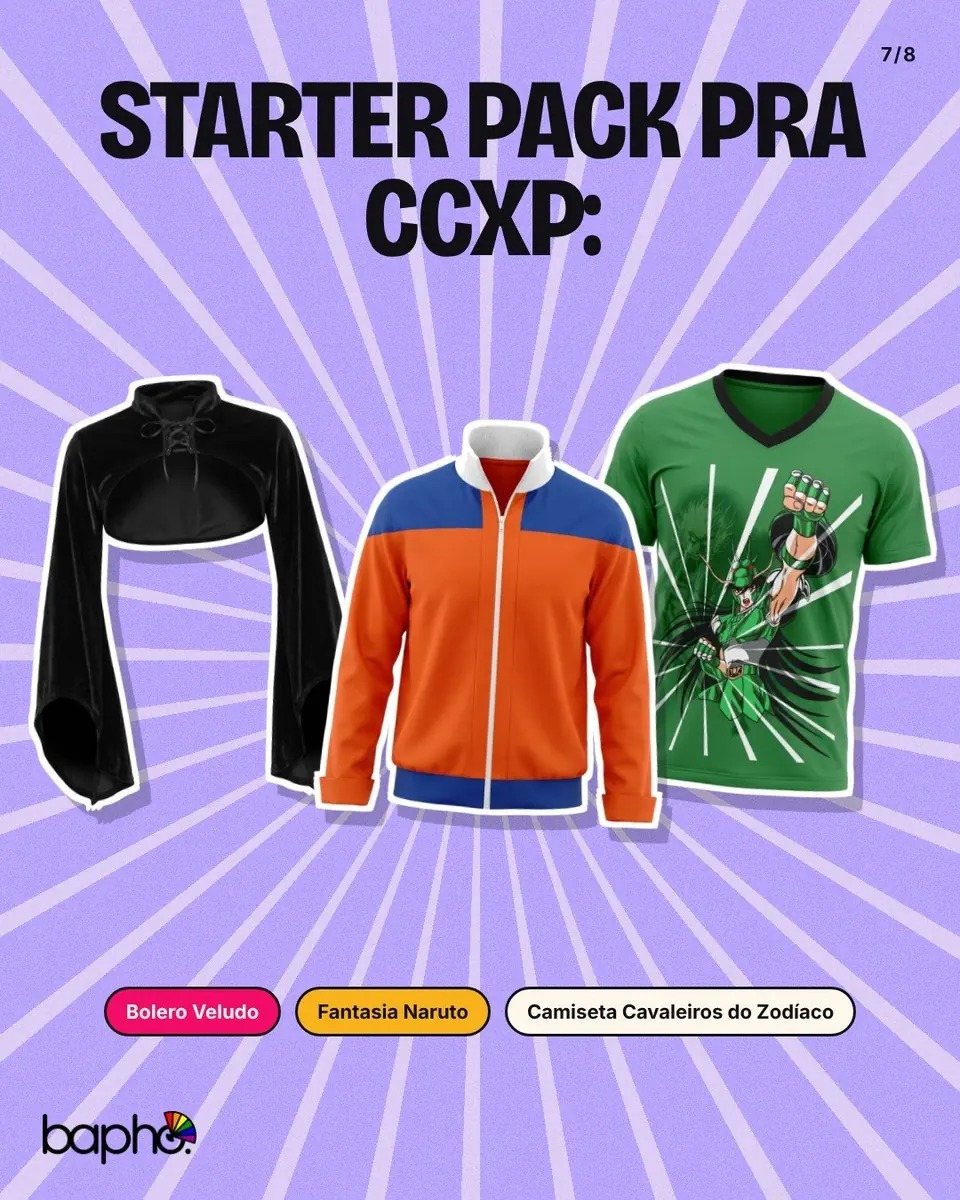 7/8
STARTER PACK PRA
CCXP:
Bolero Veludo
Fantasia Naruto
Camiseta Cavaleiros do Zodíaco
bapho.